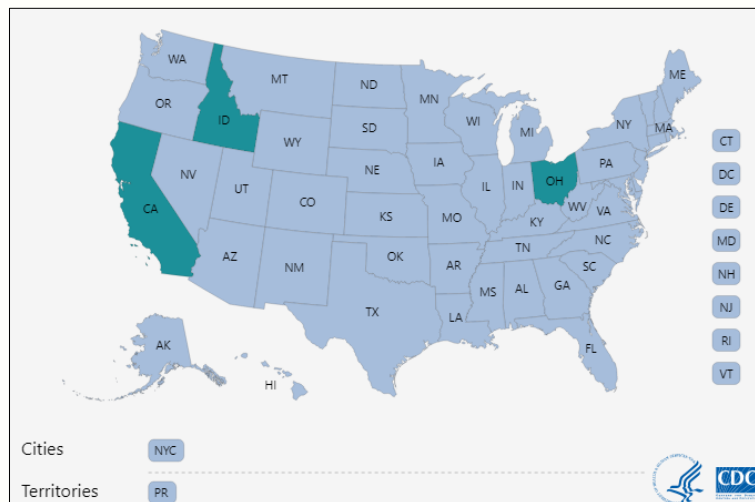 WA
MT
ND
MN
ME
OR
ID
WY
SD
WI
MI
NY
MA
CT
NV
UT
CO
NE
IA
IL
IN
OH
PA
DC
CA
KS
MO
KY
WV
VA
DE
AZ
NM
OK
AR
TN
NC
MD
TX
LA
MS
AL
GA
SC
NH
AK
HI
FL
NJ
RI
VT
Cities
NYC
Territories
PR
CDC